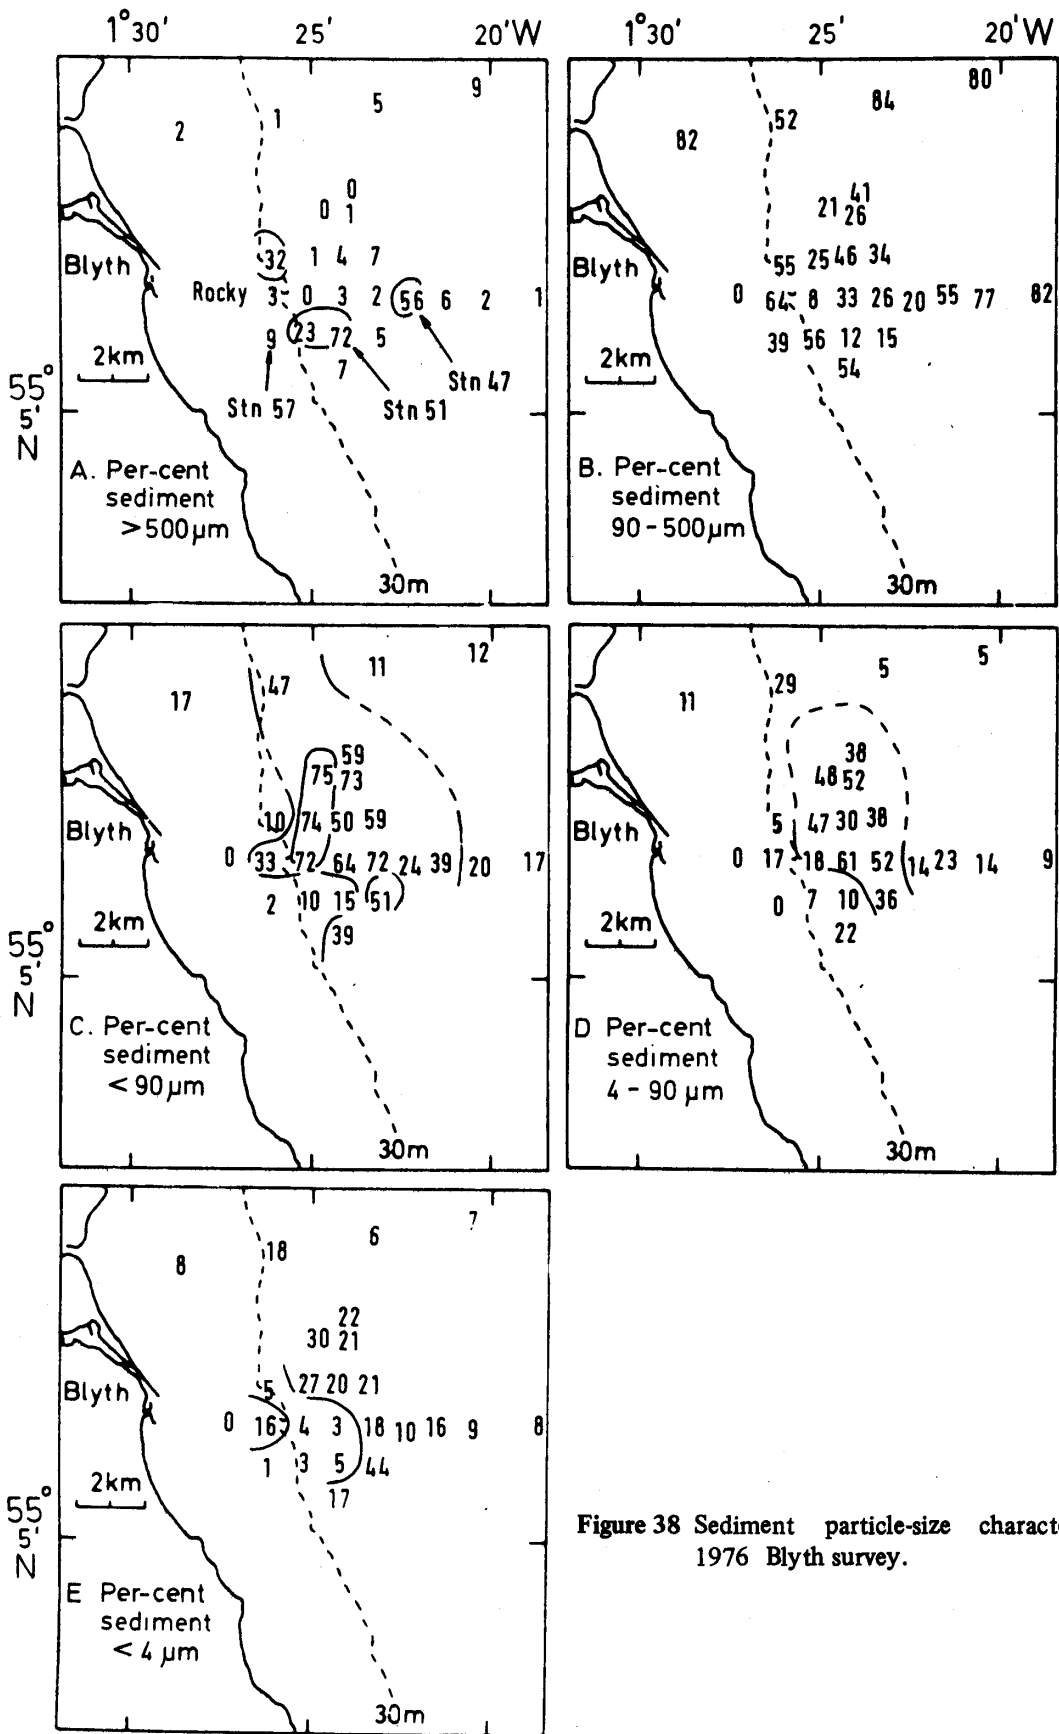 1°30' 25' 20'W 1°30' 25' 20'W
9
5
1
2
0
0 1
32 1 4 7
Blyth
Rocky 3 0 3 2 56 6 2 1
9 23 72 5
7
2km
Stn 47
Stn 57 Stn 51
55°
5'
N
A. Per-cent
sediment
>500µm
30m
80
84
52
82
41
21 26
55 25 46 34
Blyth
0 64 8 33 26 20 55 77 82
39 56 12 15
54
2km
B. Per-cent
sediment
90-500µm
30m
12
11
47
17
59
75 73
10 74 50 59
Blyth
0 33 72 64 72 24 39 20 17
2 10 15 51
39
2km
55°
5'
N
C. Per-cent
sediment
<90µm
30m
5
5
29
11
38
48 52
5 47 30 38
Blyth
0 17 18 61 52 14 23 14 9
0 7 10 36
22
2km
D Per-cent
sediment
4-90µm
30m
7
6
18
8
22
30 21
5 27 20 21
Blyth
0 16 4 3 18 10 16 9 8
1 3 5 44
17
2km
55°
5'
N
E Per-cent
sediment
<4µm
30m
Figure 38 Sediment particle-size charact
1976 Blyth survey.